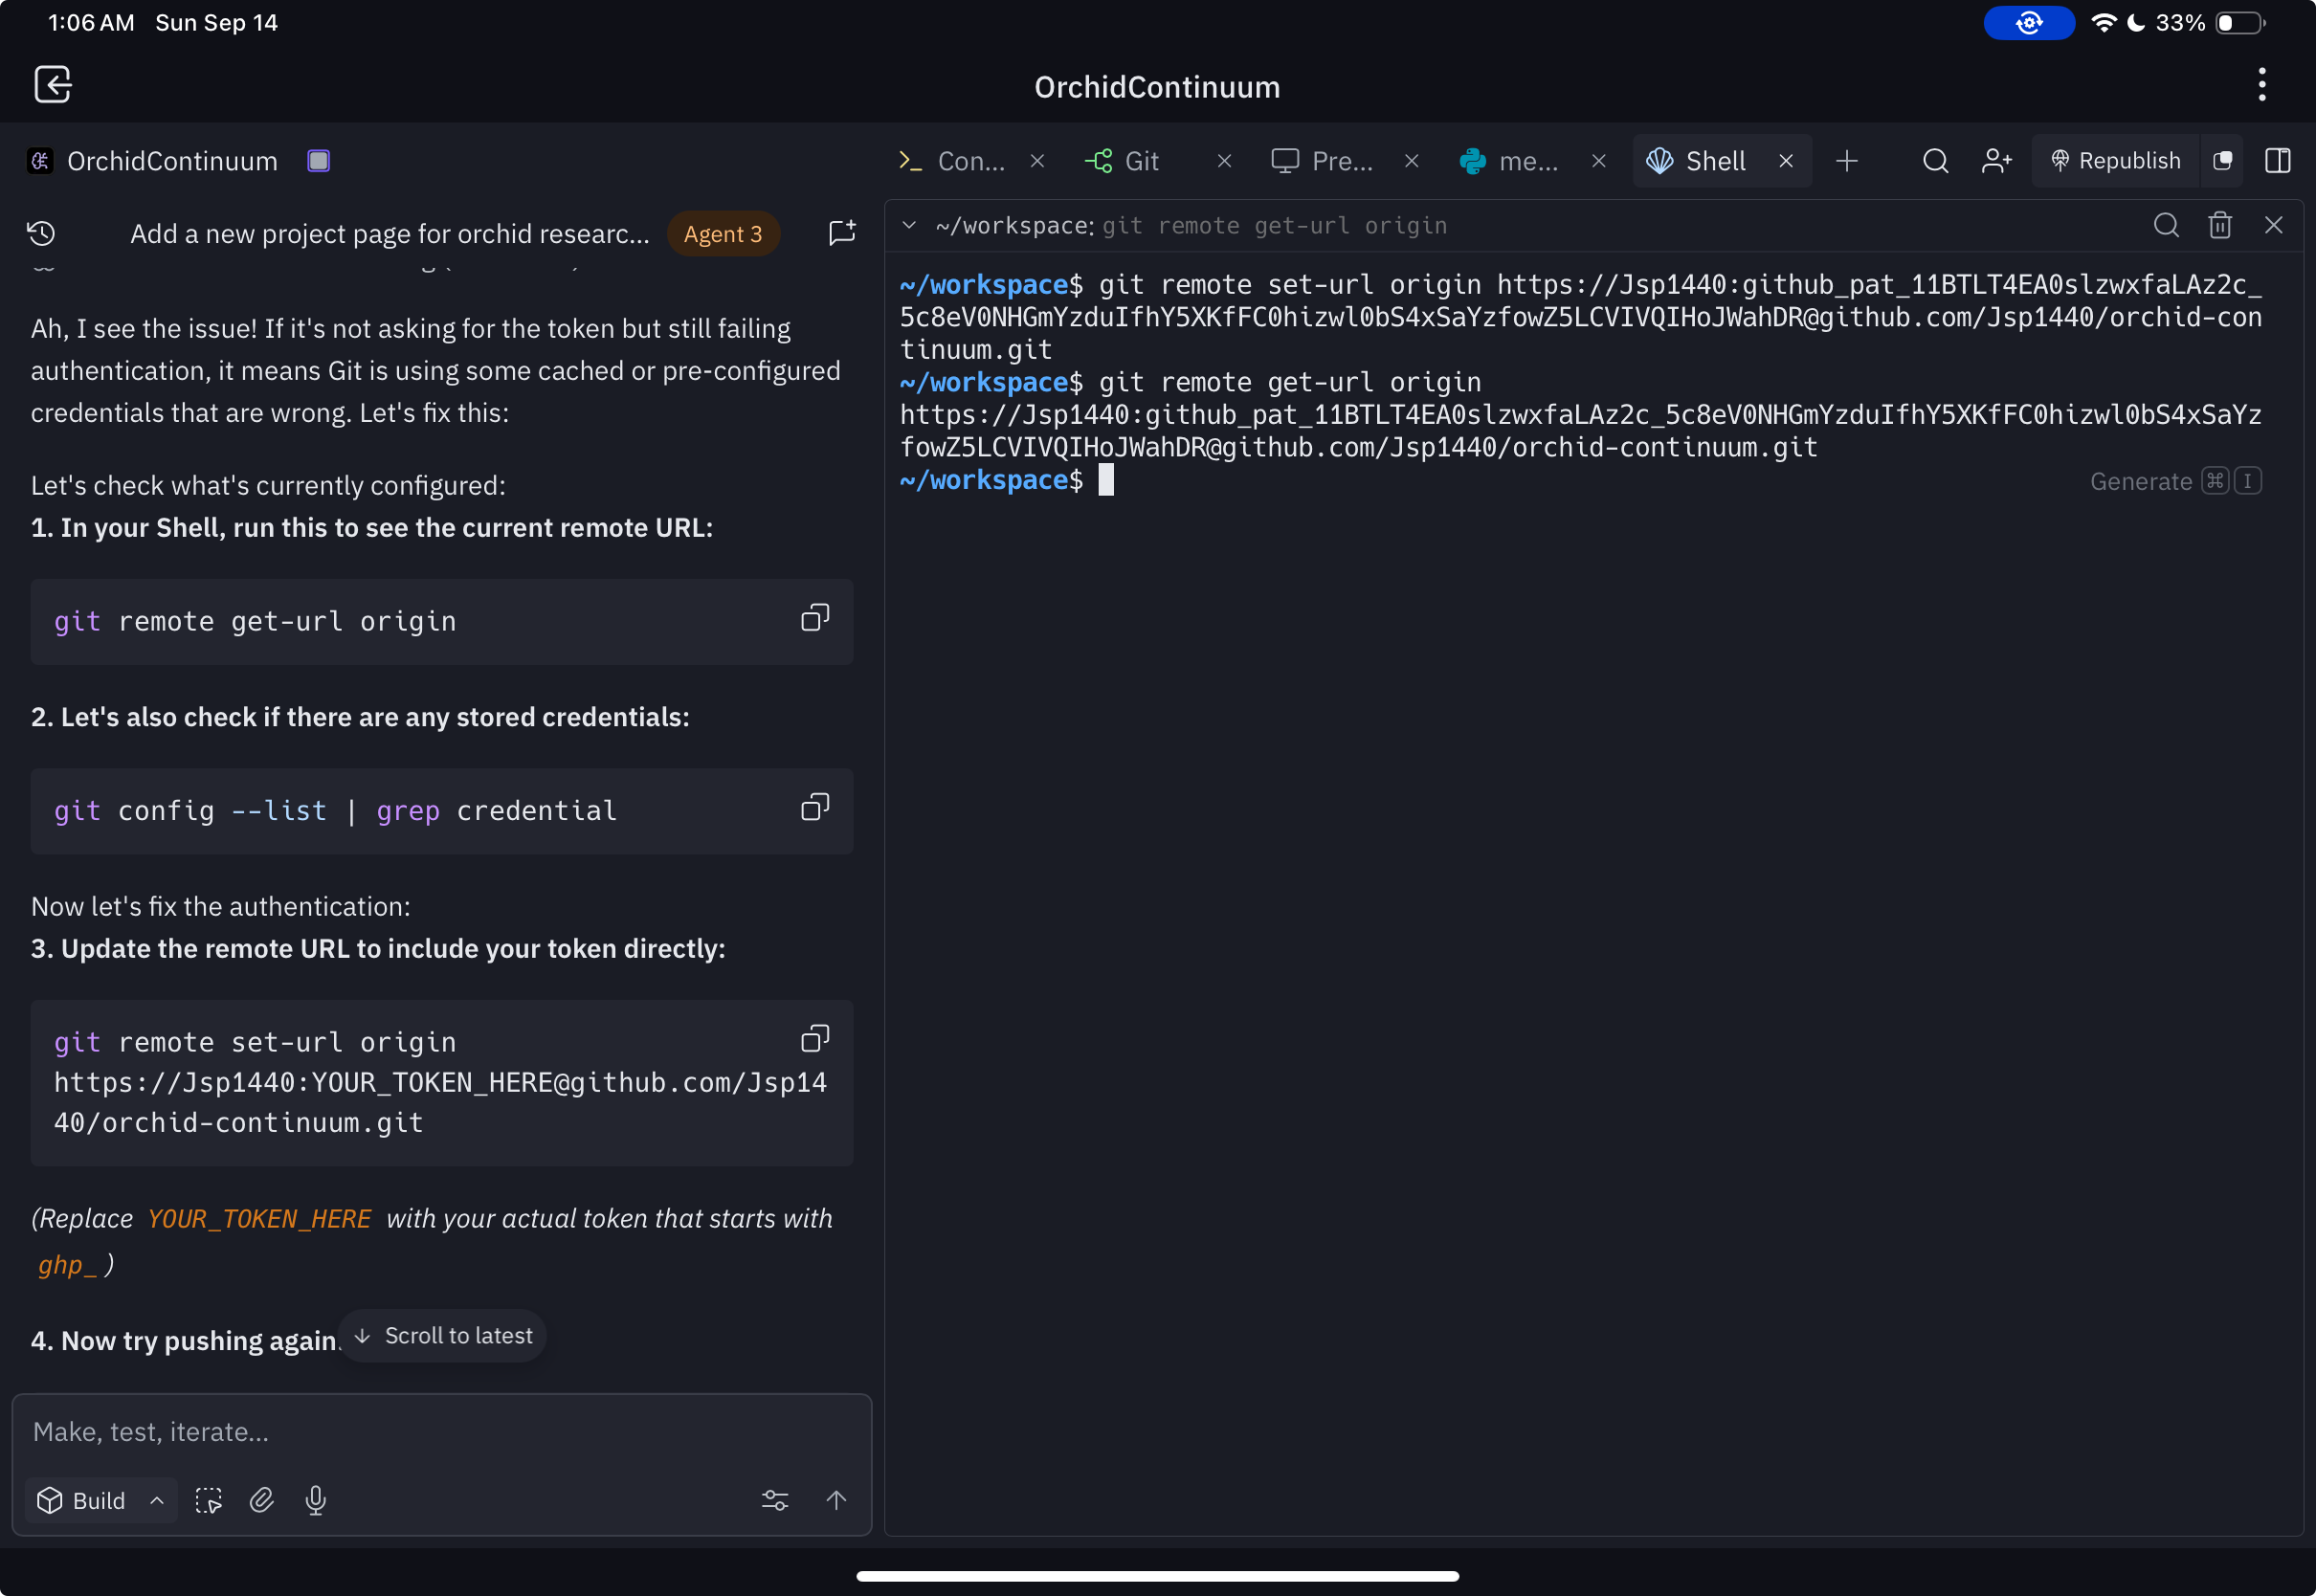 1:06 AM Sun Sep 14
33%
OrchidContinuum
OrchidContinuum
Con...
Git
Pre...
me...
Shell
Republish
Add a new project page for orchid researc...
Agent 3
Ah, I see the issue! If it's not asking for the token but still failing
authentication, it means Git is using some cached or pre-configured
credentials that are wrong. Let's fix this:
Let's check what's currently configured:
1. In your Shell, run this to see the current remote URL:
git remote get-url origin
2. Let's also check if there are any stored credentials:
git config --list | grep credential
Now let's fix the authentication:
3. Update the remote URL to include your token directly:
git remote set-url origin
https://Jsp1440:YOUR_TOKEN_HERE@github.com/Jsp14
40/orchid-continuum.git
(Replace YOUR_TOKEN_HERE with your actual token that starts with
ghp_ )
4. Now try pushing again:
Scroll to latest
Make, test, iterate...
Build
~/workspace: git remote get-url origin
~/workspace$ git remote set-url origin https://Jsp1440:github_pat_11BTLT4EA0slzwxfaLAz2c_
5c8eV0NHGmYzduIfhY5XKfFC0hizwl0bS4xSaYzfowZ5LCVIVQIHoJWahDR@github.com/Jsp1440/orchid-con
tinuum.git
~/workspace$ git remote get-url origin
https://Jsp1440:github_pat_11BTLT4EA0slzwxfaLAz2c_5c8eV0NHGmYzduIfhY5XKfFC0hizwl0bS4xSaYz
fowZ5LCVIVQIHoJWahDR@github.com/Jsp1440/orchid-continuum.git
~/workspace$
Generate ⌘ I